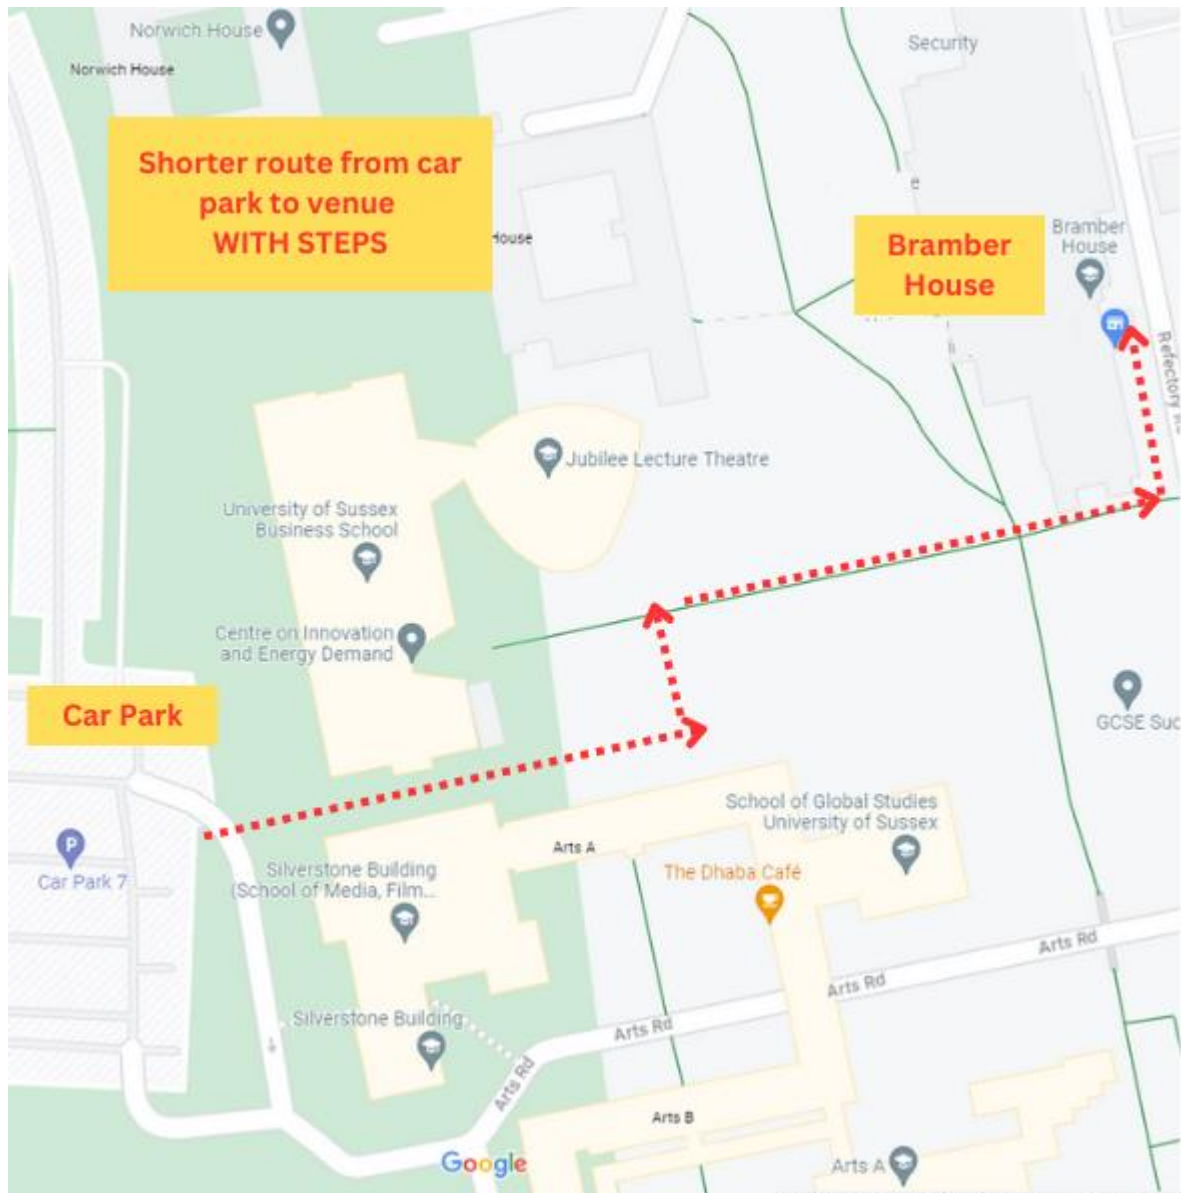 Norwich House
Norwich House
Security
Shorter route from car
park to venue
WITH STEPS
House
Bramber
House
Bramber
House
Refectory
Jubilee Lecture Theatre
University of Sussex
Business School
Centre on Innovation
and Energy Demand
Car Park
GCSE Suc
School of Global Studies
University of Sussex
Arts A
Silverstone Building
(School of Media, Film...
The Dhaba Café
P
Car Park 7
Arts Rd
Arts Rd
Arts Rd
Silverstone Building
Arts Rd
Arts B
Google
Arts A